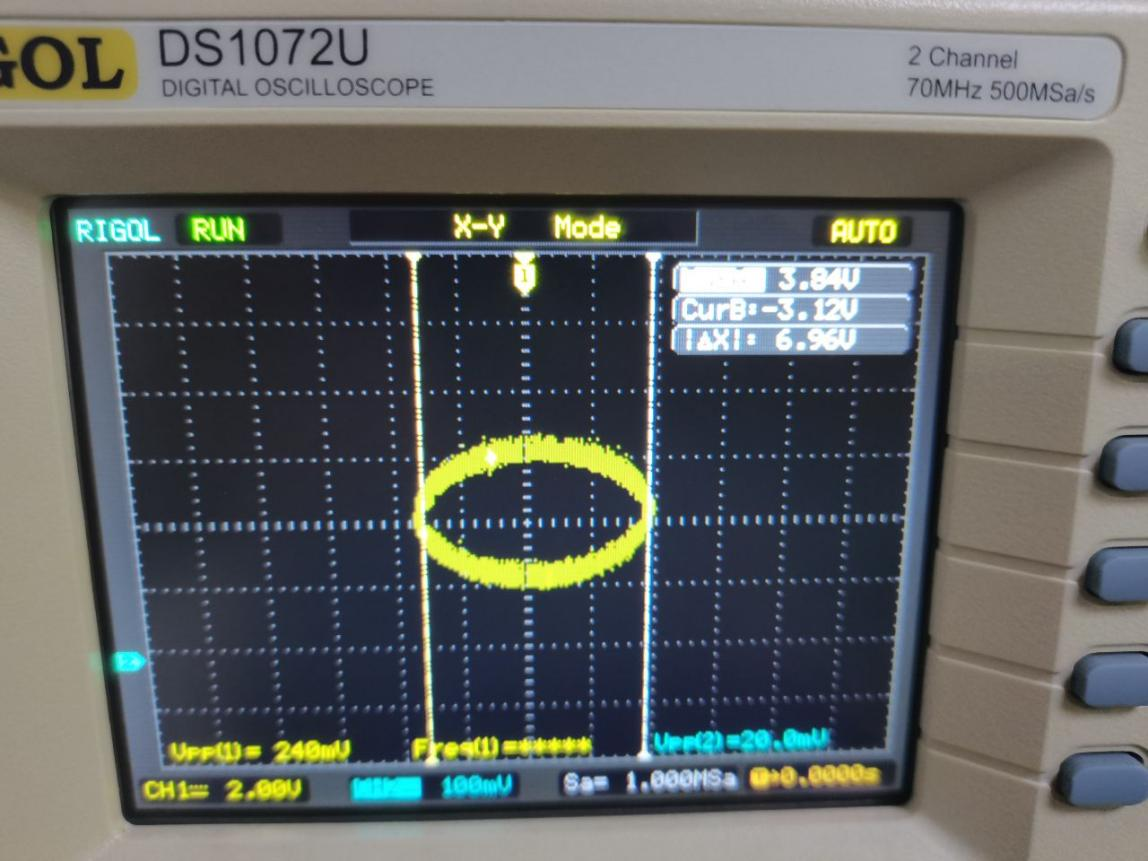 GOL DS1072U
DIGITAL OSCILLOSCOPE
2 Channel
70MHz 500MSa/s
RIGOL RUN X-Y Mode AUTO
1
3.84V
CurB:-3.12V
|ΔX|: 6.96V
2
Vpp(1)= 240mV Freq(1)=***** Vpp(2)=20.0mV
CH1 2.00V 100mV Sa= 1.000MSa T→0.0000s